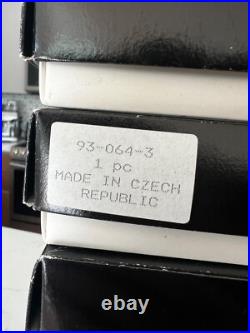 93-064-3
1 pc
MADE IN CZECH
REPUBLIC